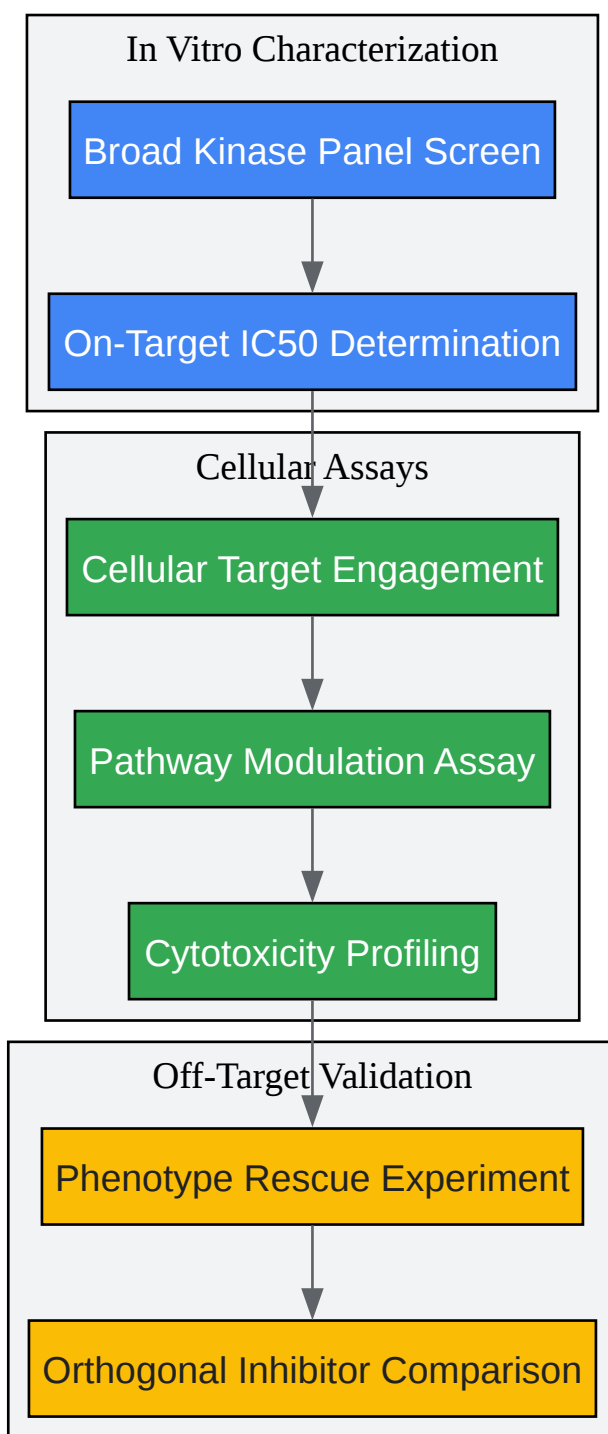 In Vitro Characterization
Broad Kinase Panel Screen
On-Target IC50 Determination
Cellular Assays
Cellular Target Engagement
Pathway Modulation Assay
Cytotoxicity Profiling
Off-Target Validation
Phenotype Rescue Experiment
Orthogonal Inhibitor Comparison